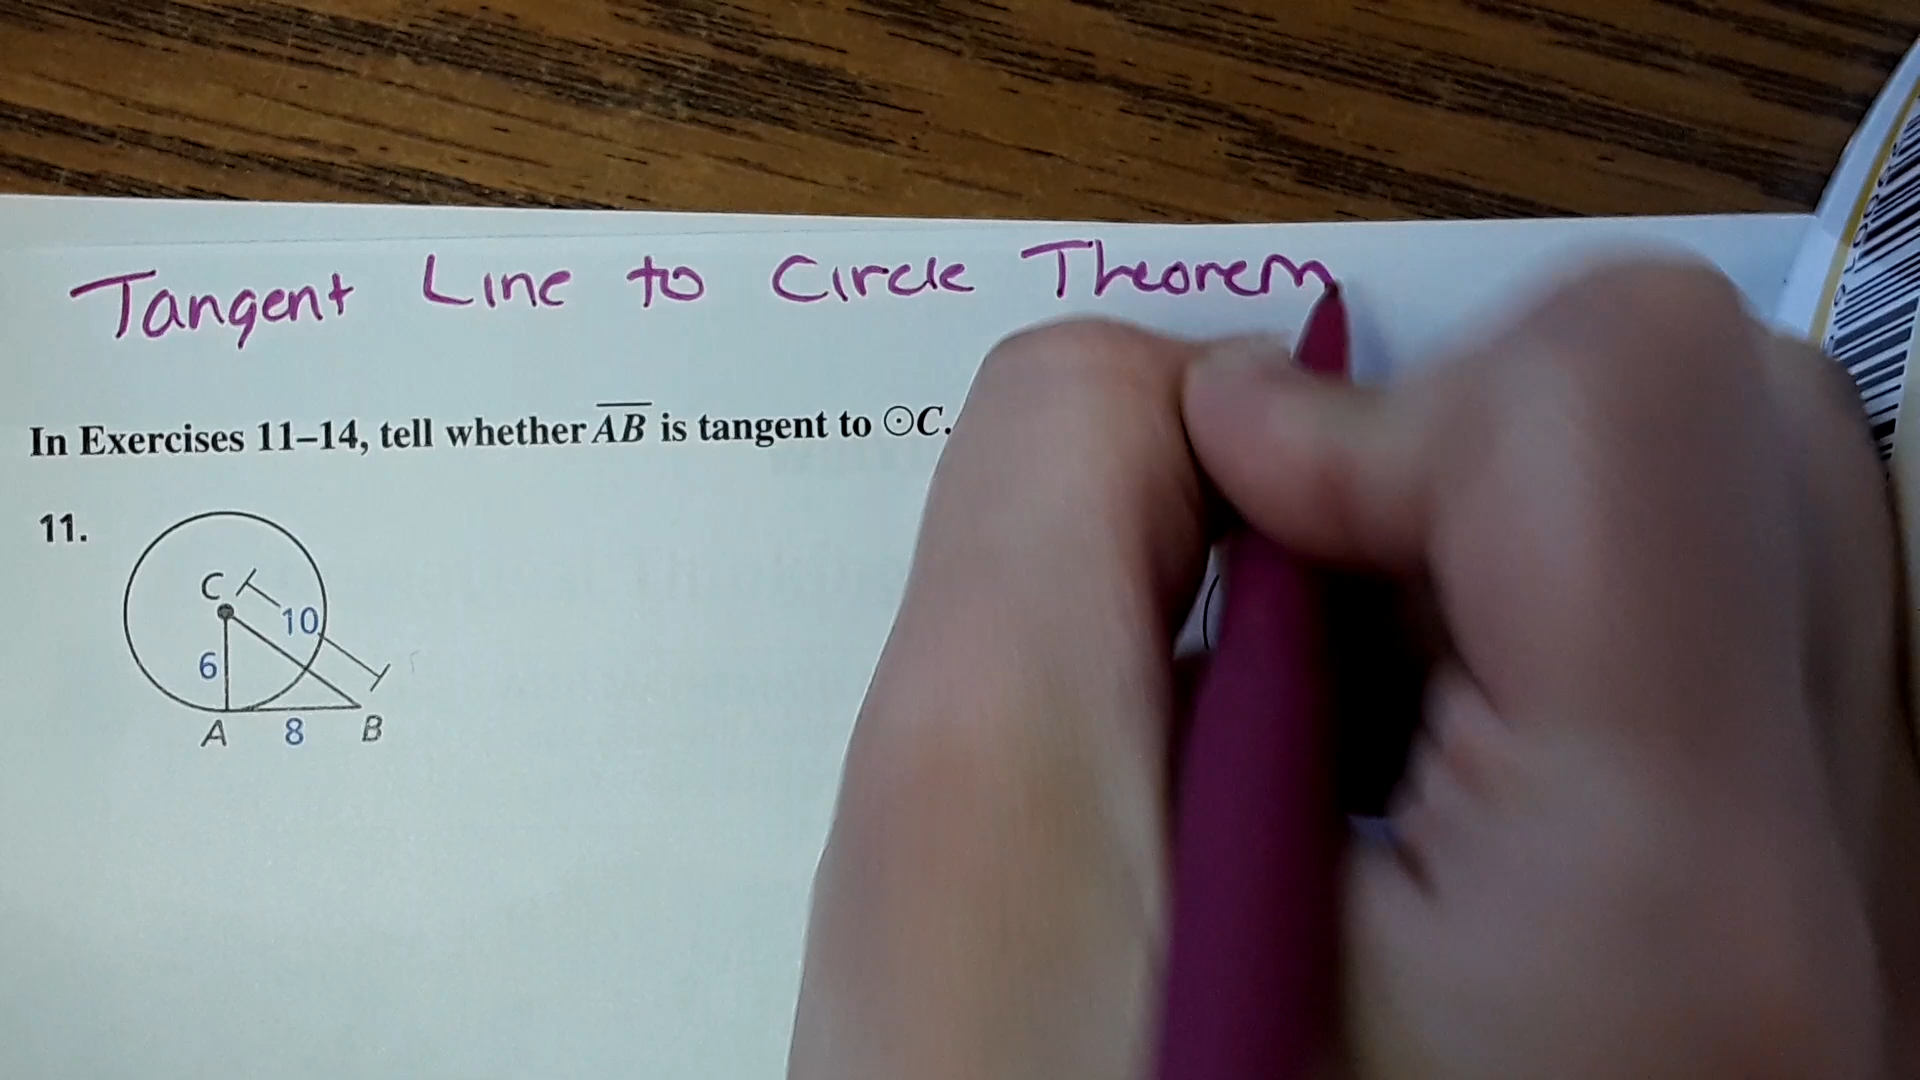 Tangent Line to Circle Theorem
In Exercises 11–14, tell whether AB is tangent to ⊙C.
11.
C
10
6
A 8 B